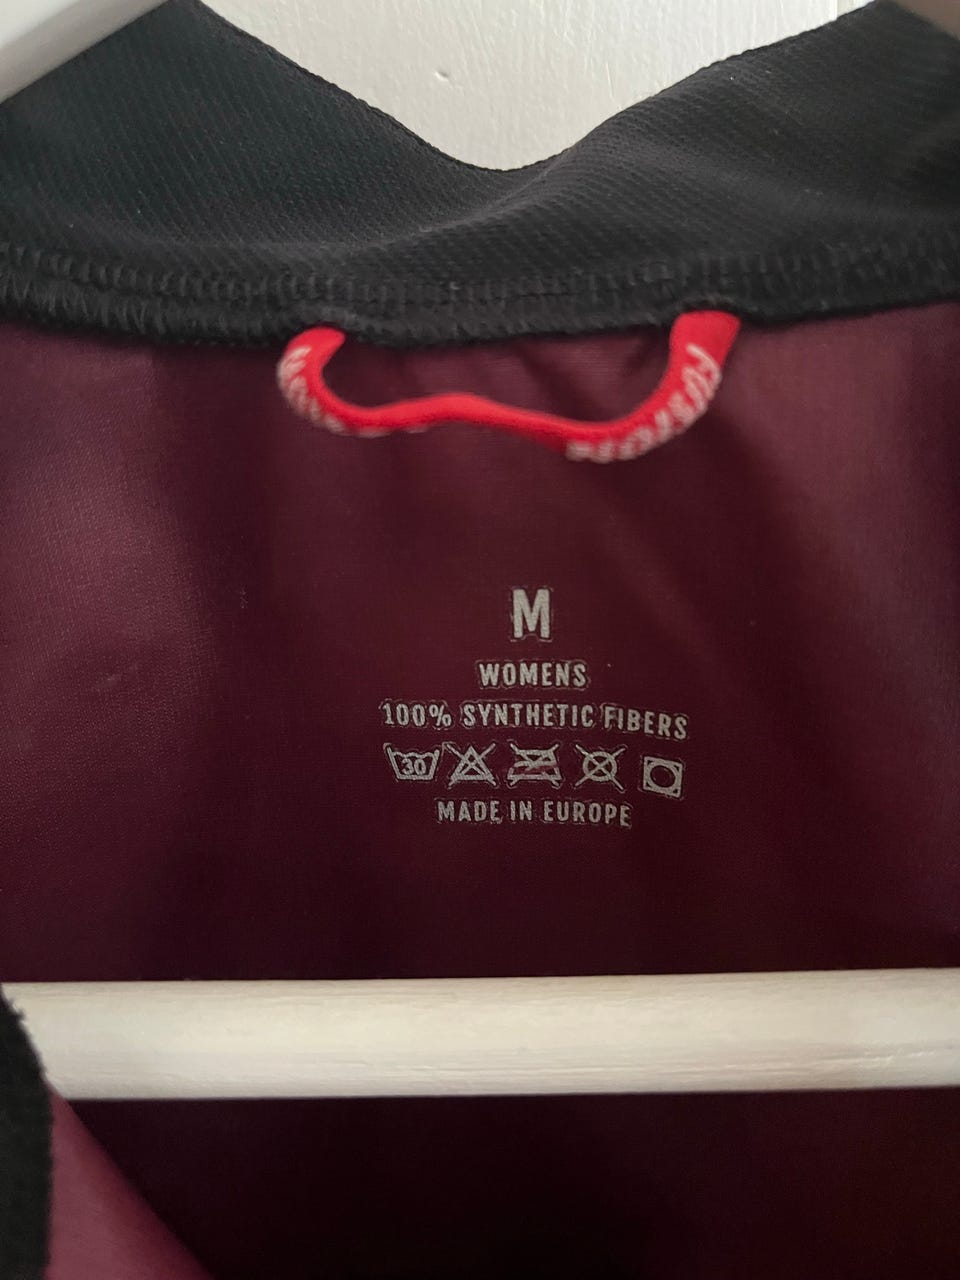 M
WOMENS
100% SYNTHETIC FIBERS
30
MADE IN EUROPE